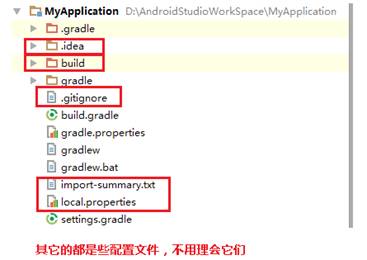 MyApplication D:\AndroidStudioWorkSpace\MyApplication
.gradle
.idea
build
gradle
.gitignore
build.gradle
gradle.properties
gradlew
gradlew.bat
import-summary.txt
local.properties
settings.gradle
其它的都是些配置文件，不用理会它们